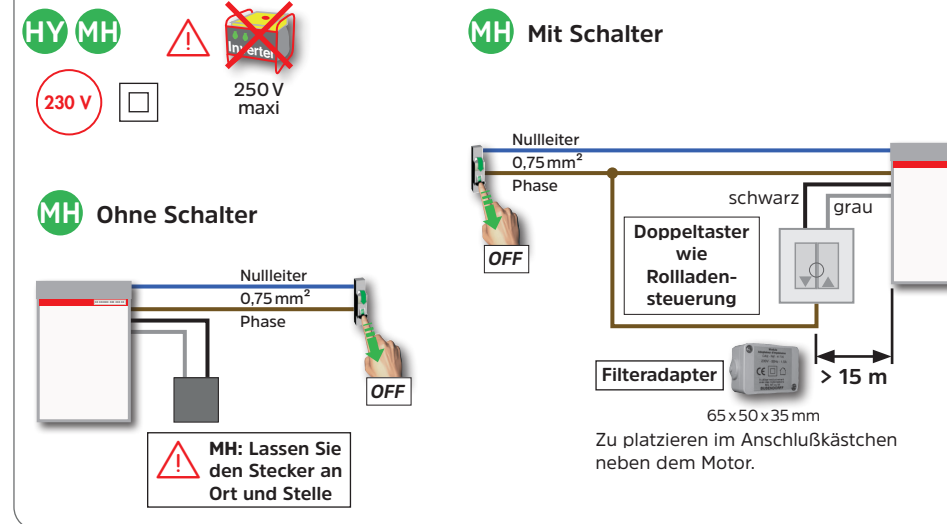 HY MH
Inverter
250 V
maxi
230 V
MH Ohne Schalter
Nullleiter
0,75 mm²
Phase
OFF
MH: Lassen Sie
den Stecker an
Ort und Stelle
MH Mit Schalter
Nullleiter
0,75 mm²
Phase
OFF
schwarz
grau
Doppeltaster
wie
Rollladen-
steuerung
Filteradapter
CE
> 15 m
65 x 50 x 35 mm
Zu platzieren im Anschlußkästchen
neben dem Motor.